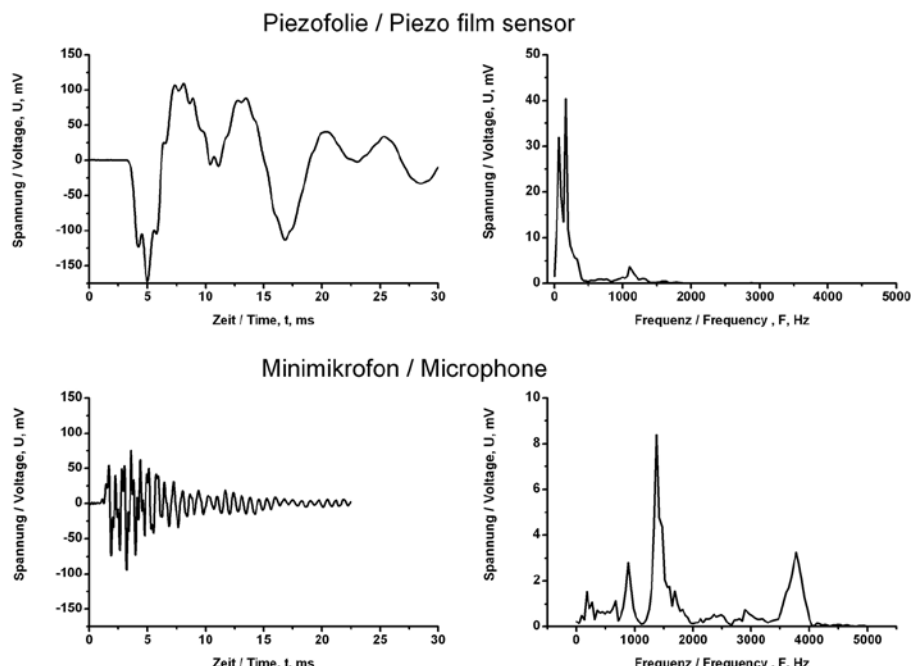 Piezofolie / Piezo film sensor
Spannung / Voltage, U, mV
150
100
50
0
-50
-100
-150
0 5 10 15 20 25 30
Zeit / Time, t, ms
Spannung / Voltage, U, mV
50
40
30
20
10
0
0 1000 2000 3000 4000 5000
Frequenz / Frequency , F, Hz
Minimikrofon / Microphone
Spannung / Voltage, U, mV
150
100
50
0
-50
-100
-150
0 5 10 15 20 25 30
Zeit / Time, t, ms
Spannung / Voltage, U, mV
10
8
6
4
2
0
0 1000 2000 3000 4000 5000
Frequenz / Frequency , F, Hz